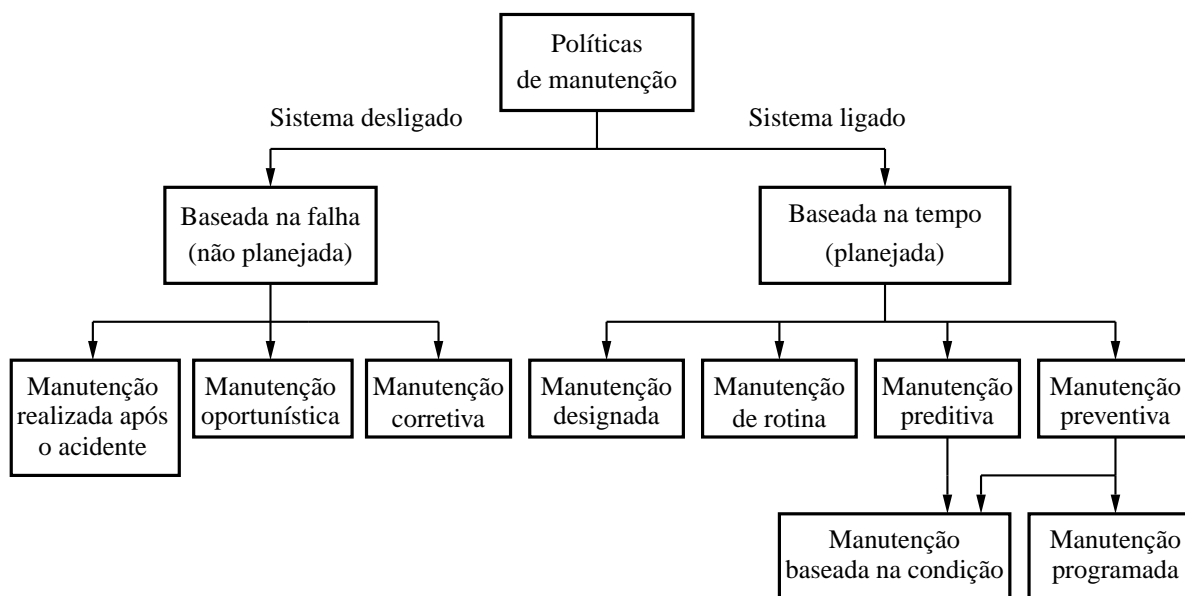 Políticas
de manutenção
Sistema desligado
Sistema ligado
Baseada na falha
(não planejada)
Baseada na tempo
(planejada)
Manutenção
realizada após
o acidente
Manutenção
oportunística
Manutenção
corretiva
Manutenção
designada
Manutenção
de rotina
Manutenção
preditiva
Manutenção
preventiva
Manutenção
baseada na condição
Manutenção
programada